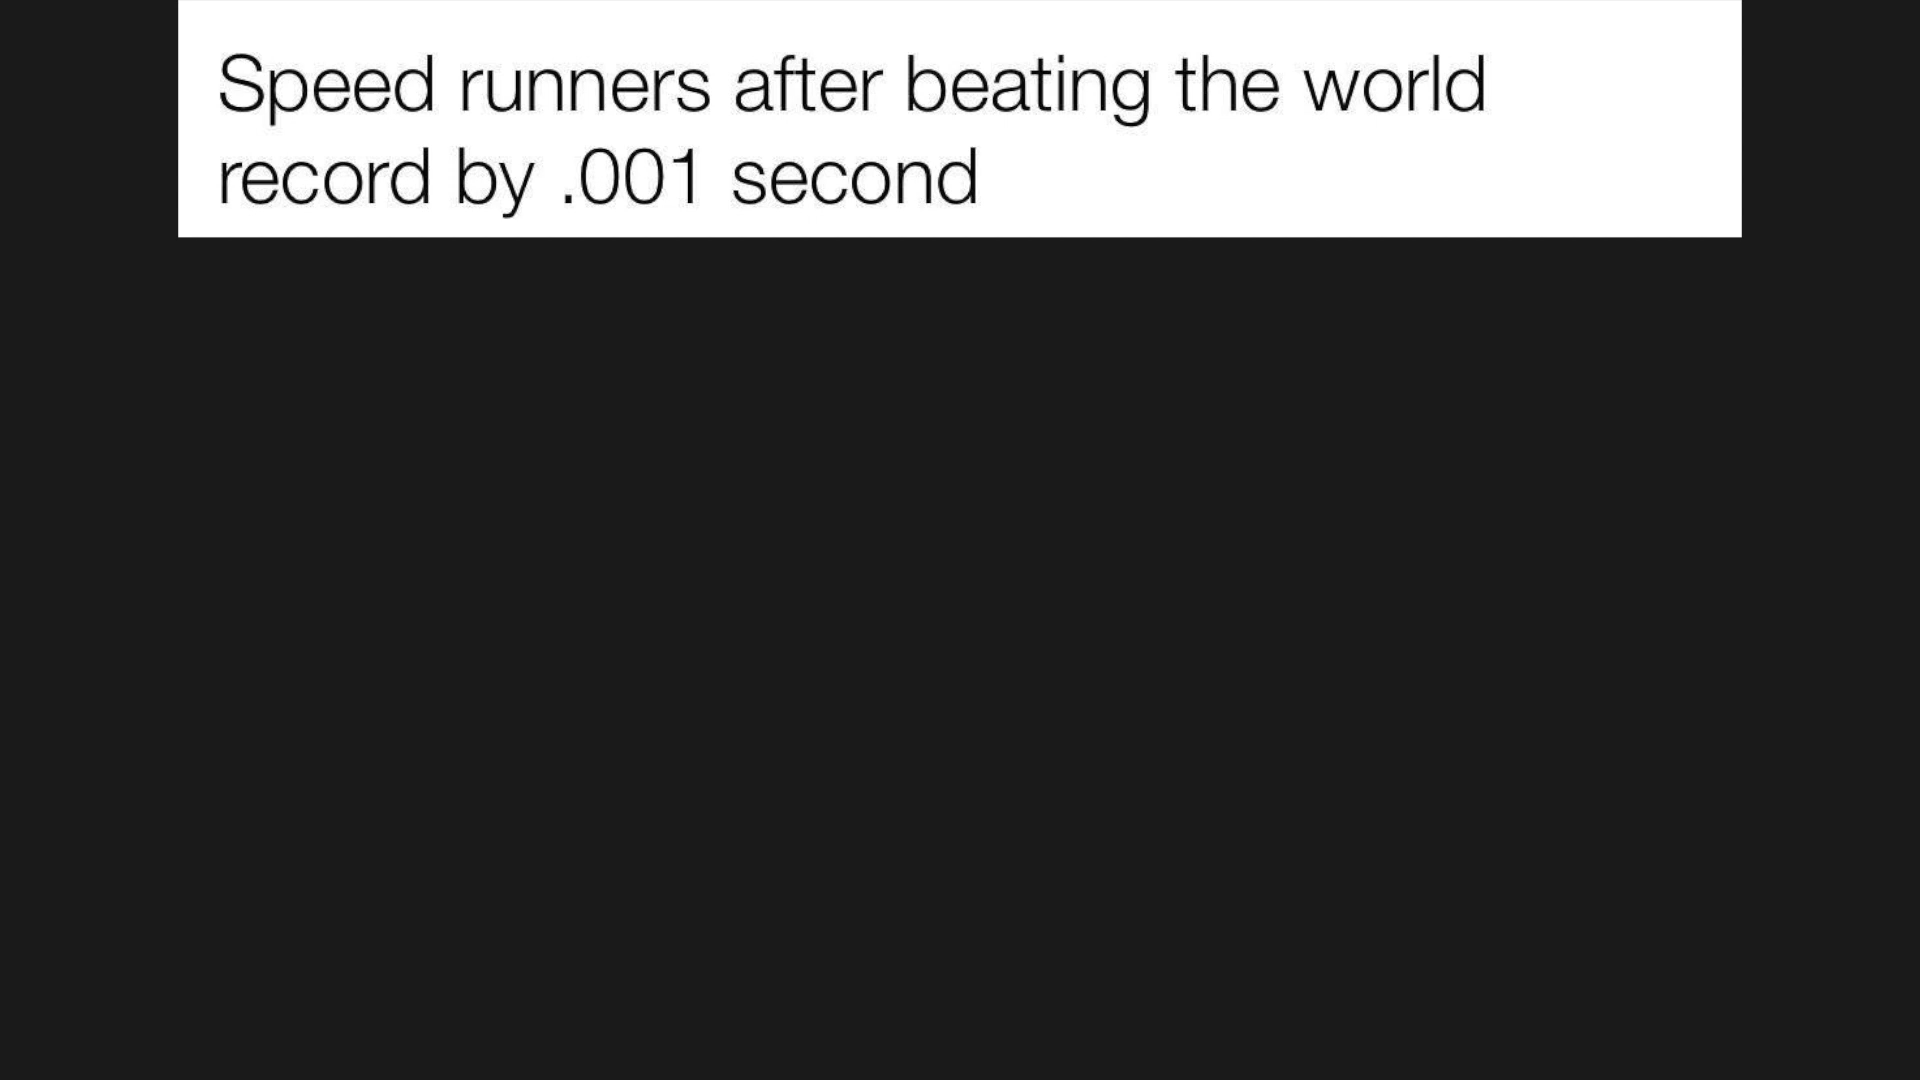 Speed runners after beating the world
record by .001 second